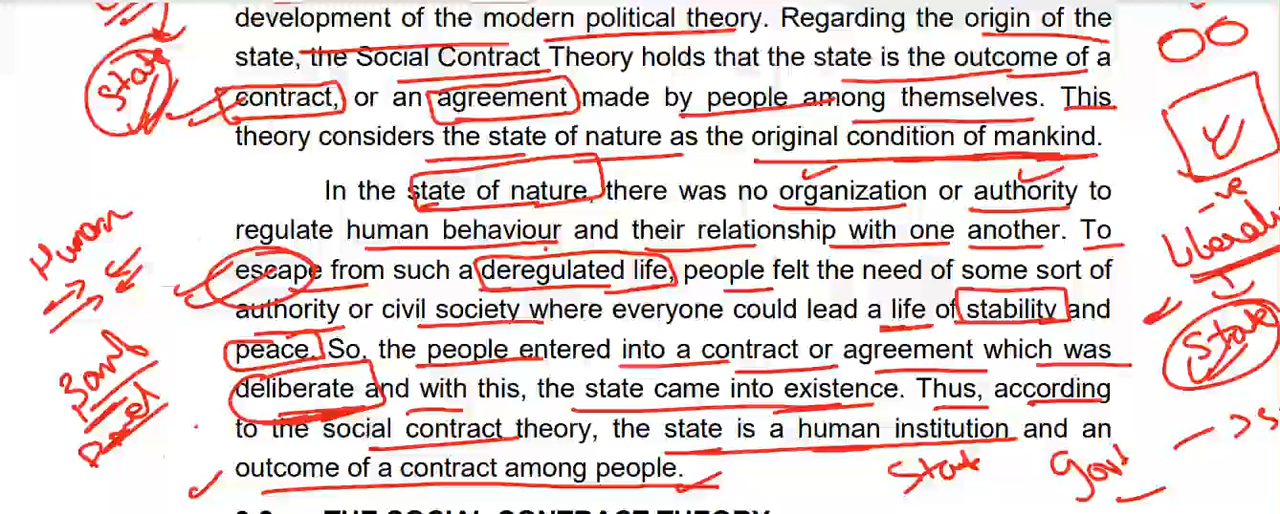 development of the modern political theory. Regarding the origin of the
state, the Social Contract Theory holds that the state is the outcome of a
contract, or an agreement made by people among themselves. This
theory considers the state of nature as the original condition of mankind.
In the state of nature, there was no organization or authority to
regulate human behaviour and their relationship with one another. To
escape from such a deregulated life, people felt the need of some sort of
authority or civil society where everyone could lead a life of stability and
peace. So, the people entered into a contract or agreement which was
deliberate and with this, the state came into existence. Thus, according
to the social contract theory, the state is a human institution and an
outcome of a contract among people.
THE SOCIAL CONTRACT THEORY
State
Human
-ve
State
State
Govt